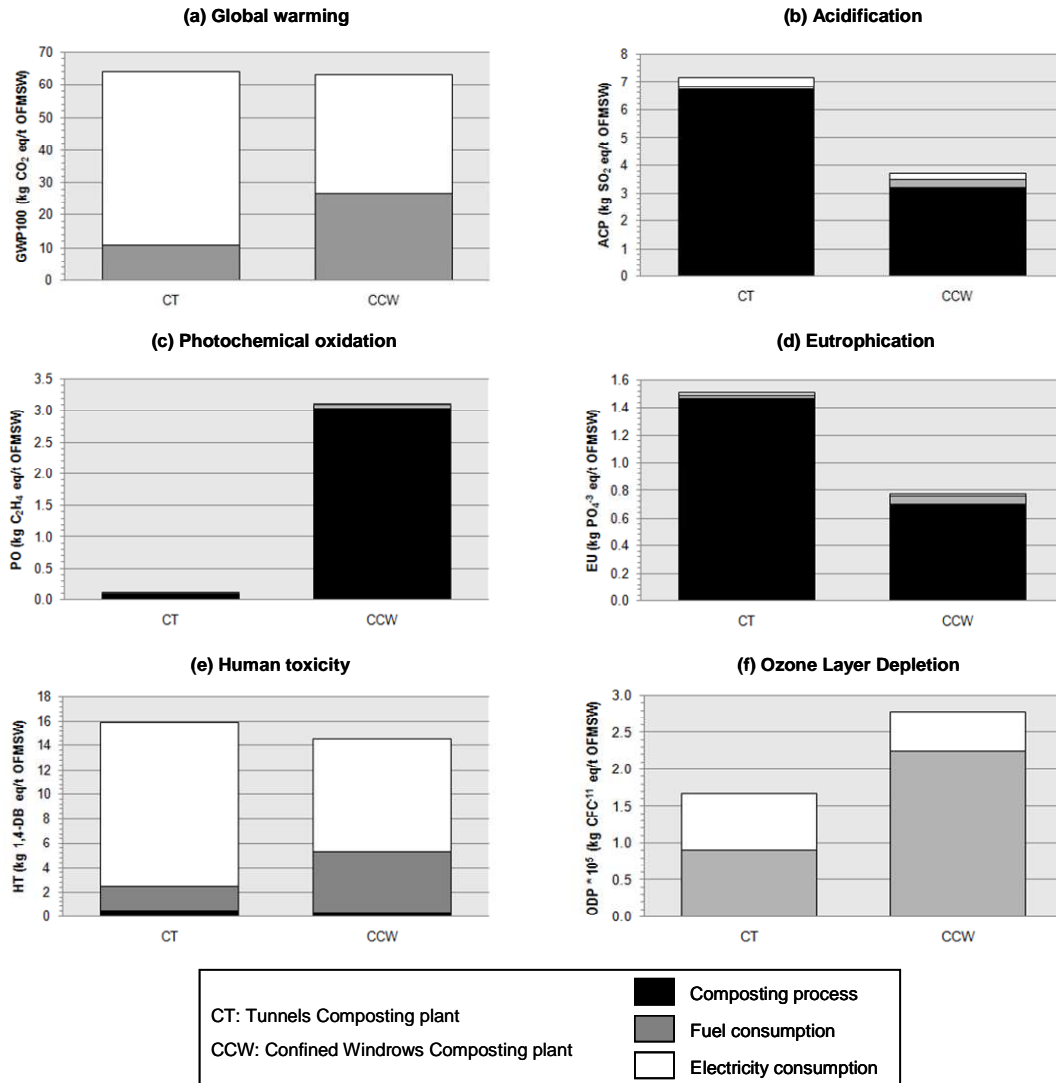 (a) Global warming
GWP100 (kg CO₂ eq/t OFMSW)
70
60
50
40
30
20
10
0
CT
CCW
(b) Acidification
ACP (kg SO₂ eq/t OFMSW)
8
7
6
5
4
3
2
1
0
CT
CCW
(c) Photochemical oxidation
PO (kg C₂H₄ eq/t OFMSW)
3.5
3.0
2.5
2.0
1.5
1.0
0.5
0.0
CT
CCW
(d) Eutrophication
EU (kg PO₄⁻³ eq/t OFMSW)
1.6
1.4
1.2
1.0
0.8
0.6
0.4
0.2
0.0
CT
CCW
(e) Human toxicity
HT (kg 1,4-DB eq/t OFMSW)
18
16
14
12
10
8
6
4
2
0
CT
CCW
(f) Ozone Layer Depletion
ODP * 10⁵ (kg CFC⁻¹¹ eq/t OFMSW)
3.0
2.5
2.0
1.5
1.0
0.5
0.0
CT
CCW
CT: Tunnels Composting plant
CCW: Confined Windrows Composting plant
Composting process
Fuel consumption
Electricity consumption